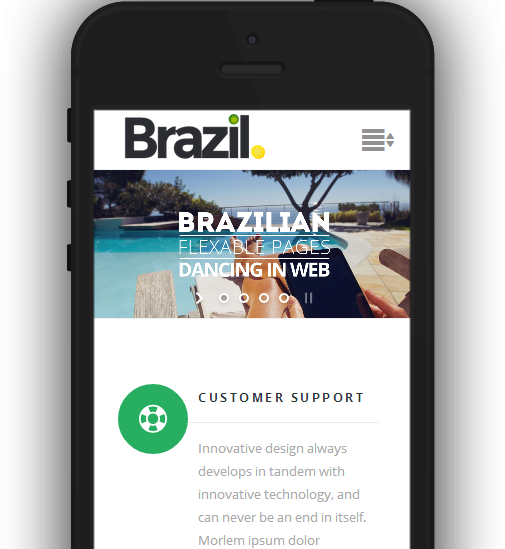 Brazil.
BRAZILIAN
FLEXABLE PAGES
DANCING IN WEB
CUSTOMER SUPPORT
Innovative design always
develops in tandem with
innovative technology, and
can never be an end in itself.
Morlem ipsum dolor